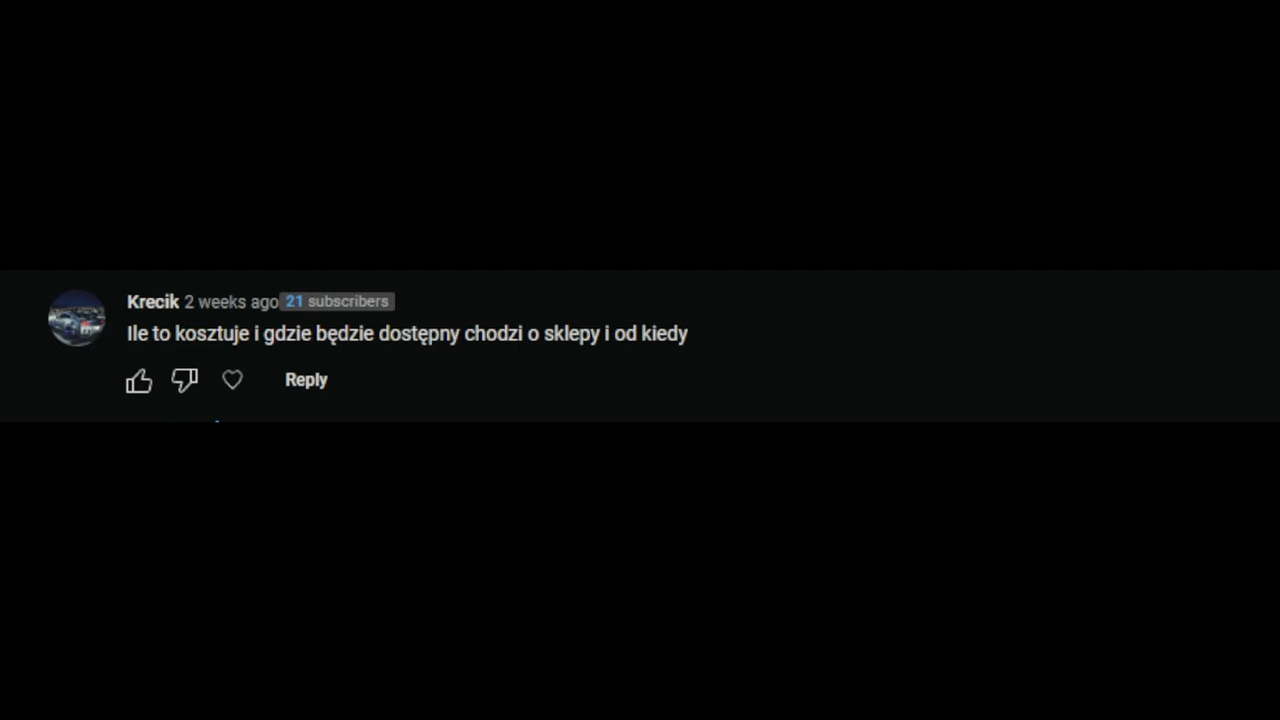 Krecik 2 weeks ago 21 subscribers
Ile to kosztuje i gdzie będzie dostępny chodzi o sklepy i od kiedy
Reply